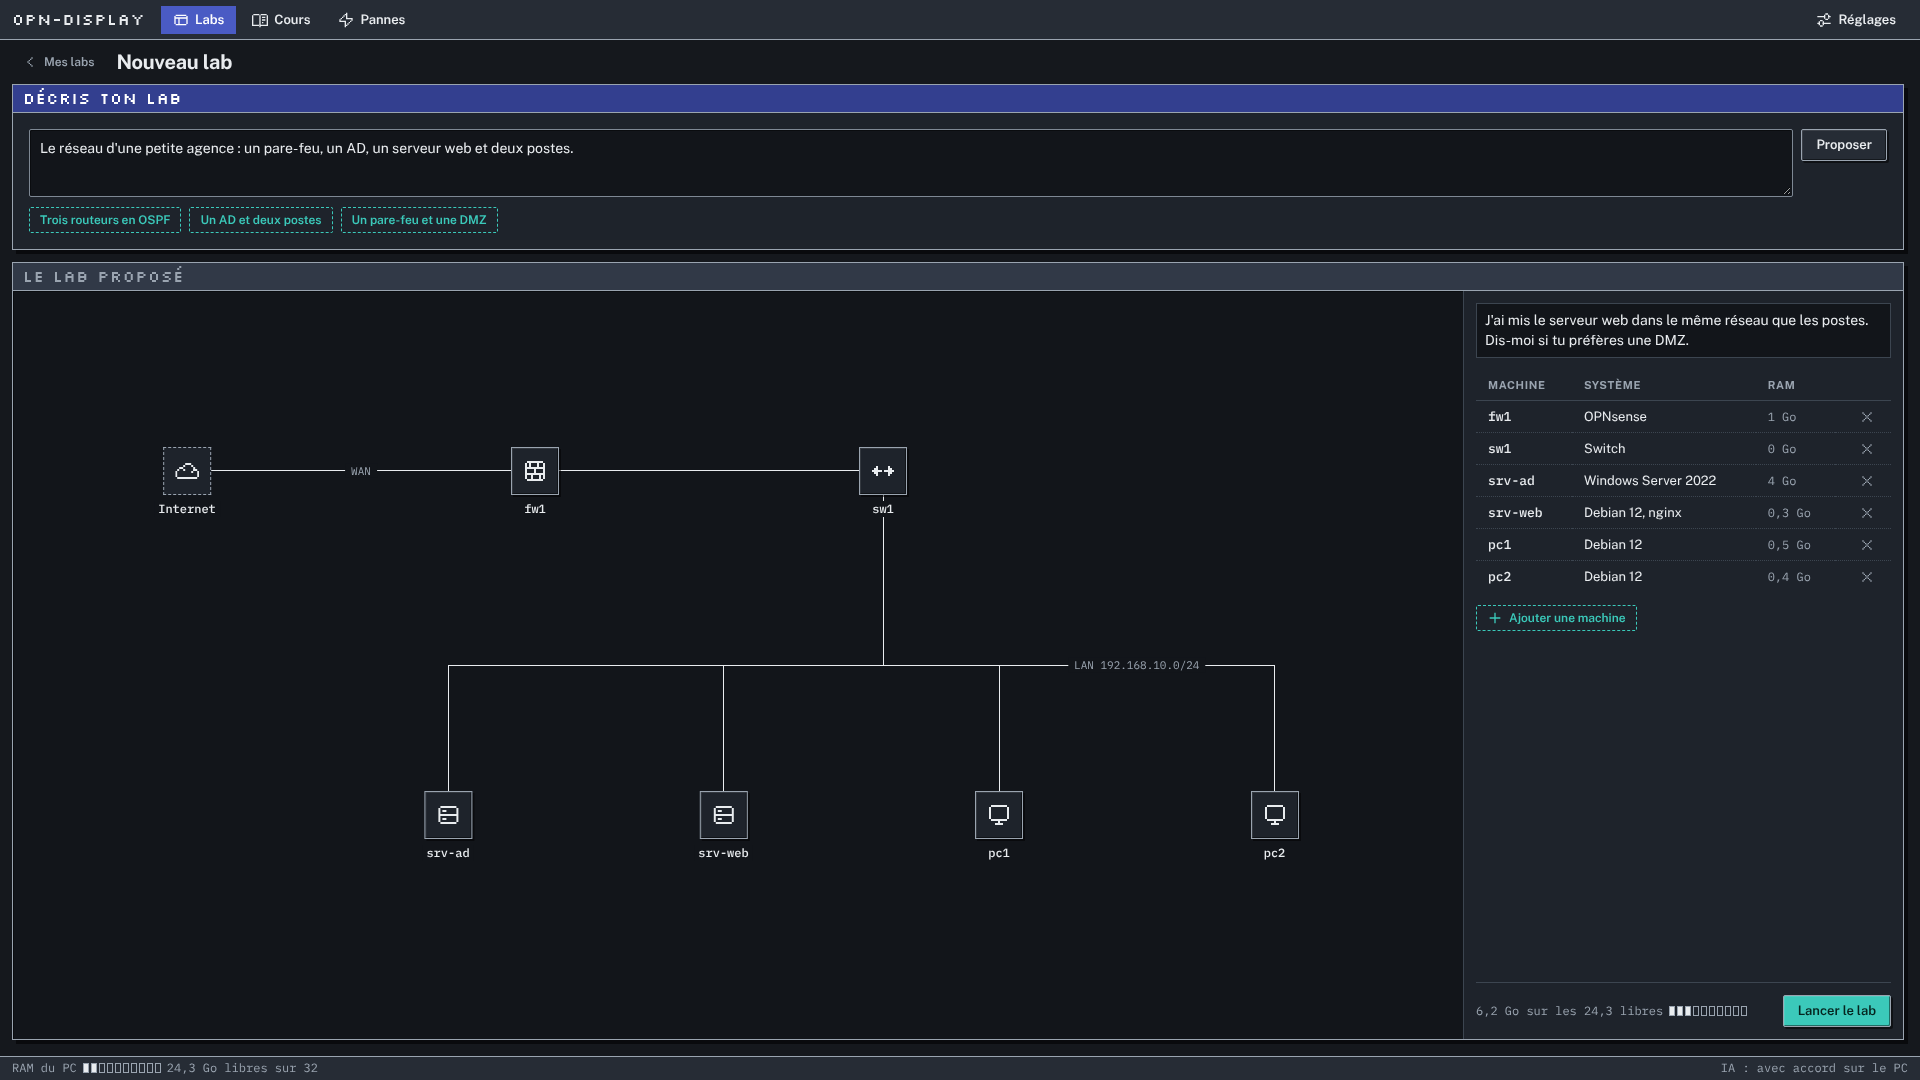 OPN-DISPLAY Labs Cours Pannes Réglages
Mes labs Nouveau lab
DÉCRIS TON LAB
Le réseau d'une petite agence : un pare-feu, un AD, un serveur web et deux postes.
Proposer
Trois routeurs en OSPF Un AD et deux postes Un pare-feu et une DMZ
LE LAB PROPOSÉ
WAN
Internet fw1 sw1
LAN 192.168.10.0/24
srv-ad srv-web pc1 pc2
J'ai mis le serveur web dans le même réseau que les postes.
Dis-moi si tu préfères une DMZ.
MACHINE SYSTÈME RAM
fw1 OPNsense 1 Go
sw1 Switch 0 Go
srv-ad Windows Server 2022 4 Go
srv-web Debian 12, nginx 0,3 Go
pc1 Debian 12 0,5 Go
pc2 Debian 12 0,4 Go
Ajouter une machine
6,2 Go sur les 24,3 libres Lancer le lab
RAM du PC 24,3 Go libres sur 32 IA : avec accord sur le PC